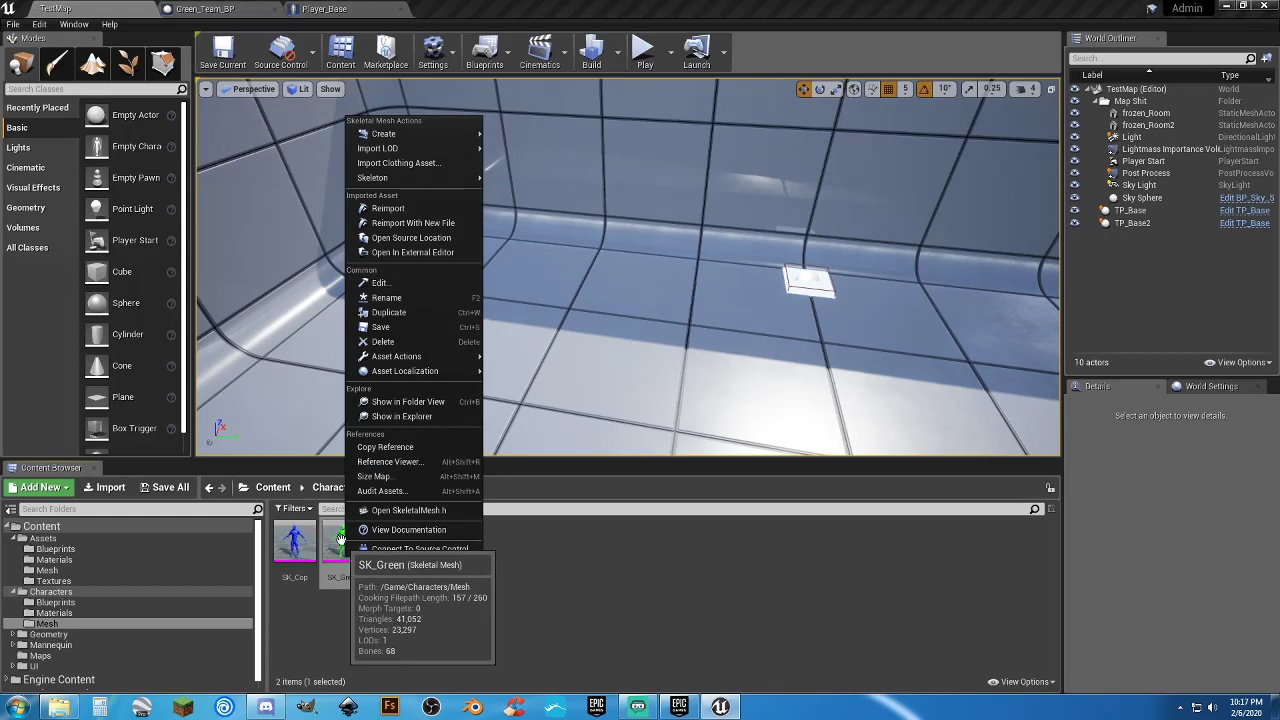 TestMap
Green_Team_BP
Player_Base
Admin
File
Edit
Window
Help
Modes
Search Classes
Recently Placed
Basic
Lights
Cinematic
Visual Effects
Geometry
Volumes
All Classes
Empty Actor
Empty Chara
Empty Pawn
Point Light
Player Start
Cube
Sphere
Cylinder
Cone
Plane
Box Trigger
Save Current
Source Control
Content
Marketplace
Settings
Blueprints
Cinematics
Build
Play
Launch
Perspective
Lit
Show
5
10°
0.25
4
Skeletal Mesh Actions
Create
Import LOD
Import Clothing Asset...
Skeleton
Imported Asset
Reimport
Reimport With New File
Open Source Location
Open In External Editor
Common
Edit...
Rename F2
Duplicate Ctrl+W
Save Ctrl+S
Delete Delete
Asset Actions
Asset Localization
Explore
Show in Folder View Ctrl+B
Show in Explorer
References
Copy Reference
Reference Viewer... Alt+Shift+R
Size Map... Alt+Shift+M
Audit Assets... Alt+Shift+A
Open SkeletalMesh.h
View Documentation
Connect To Source Control
SK_Green (Skeletal Mesh)
Path: /Game/Characters/Mesh
Cooking Filepath Length: 157 / 260
Morph Targets: 0
Triangles: 41,052
Vertices: 23,297
LODs: 1
Bones: 68
World Outliner
Search...
Label Type
TestMap (Editor) World
Map Shit Folder
frozen_Room StaticMeshActo
frozen_Room2 StaticMeshActo
Light DirectionalLight
Lightmass Importance Volu LightmassImpo
Player Start PlayerStart
Post Process PostProcessVo
Sky Light SkyLight
Sky Sphere Edit BP_Sky_S
TP_Base Edit TP_Base
TP_Base2 Edit TP_Base
10 actors
View Options
Details
World Settings
Select an object to view details.
Content Browser
Add New
Import
Save All
Content
Charac
Search Folders
Filters
Content
Assets
Blueprints
Materials
Mesh
Textures
Characters
Blueprints
Materials
Mesh
Geometry
Mannequin
Maps
UI
Engine Content
SK_Cop
SK_Gre
2 items (1 selected)
View Options
10:17 PM
2/6/2020